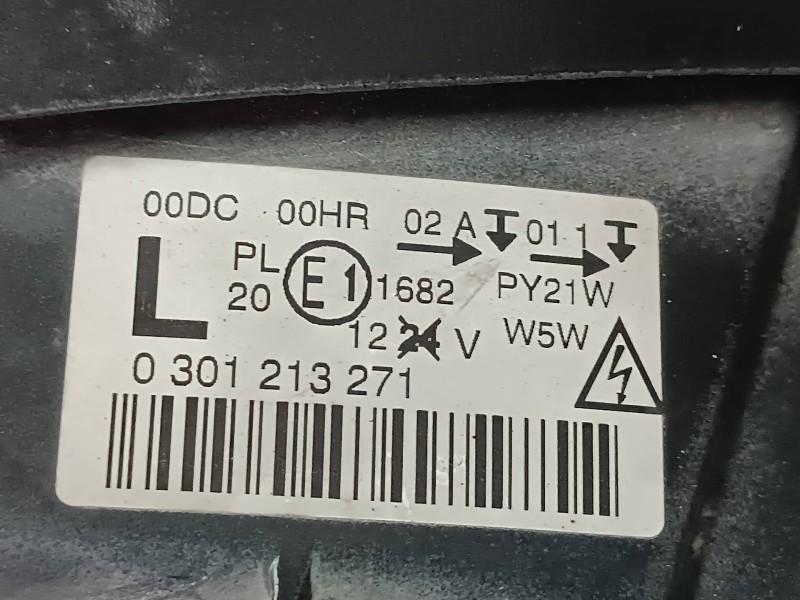 00DC 00HR 02 A 01 1
L PL E1 1682 PY21W
20 12 24 V W5W
0 301 213 271